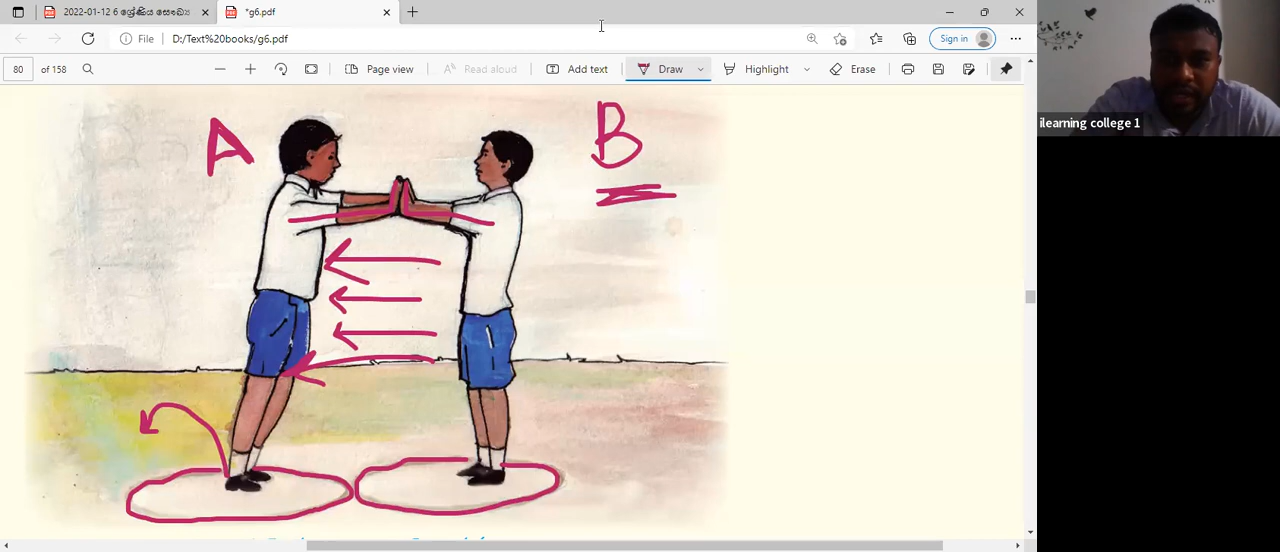 2022-01-12 6 ශ්‍රේණිය සෞඛ්‍ය
*g6.pdf
File
D:/Text%20books/g6.pdf
Sign in
80 of 158
Page view
Read aloud
Add text
Draw
Highlight
Erase
ilearning college 1
A
B